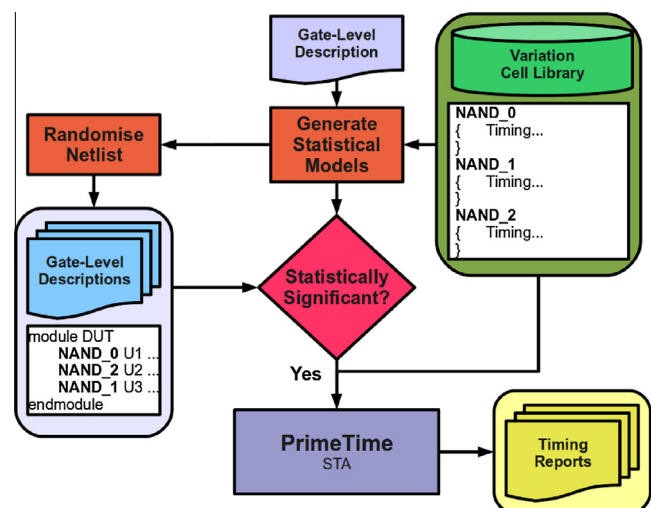 Gate-Level
Description
Variation
Cell Library
NAND_0
{ Timing...
}
NAND_1
{ Timing...
}
NAND_2
{ Timing...
}
Randomise
Netlist
Generate
Statistical
Models
Gate-Level
Descriptions
module DUT
NAND_0 U1 ...
NAND_2 U2 ...
NAND_1 U3 ...
endmodule
Statistically
Significant?
Yes
PrimeTime
STA
Timing
Reports